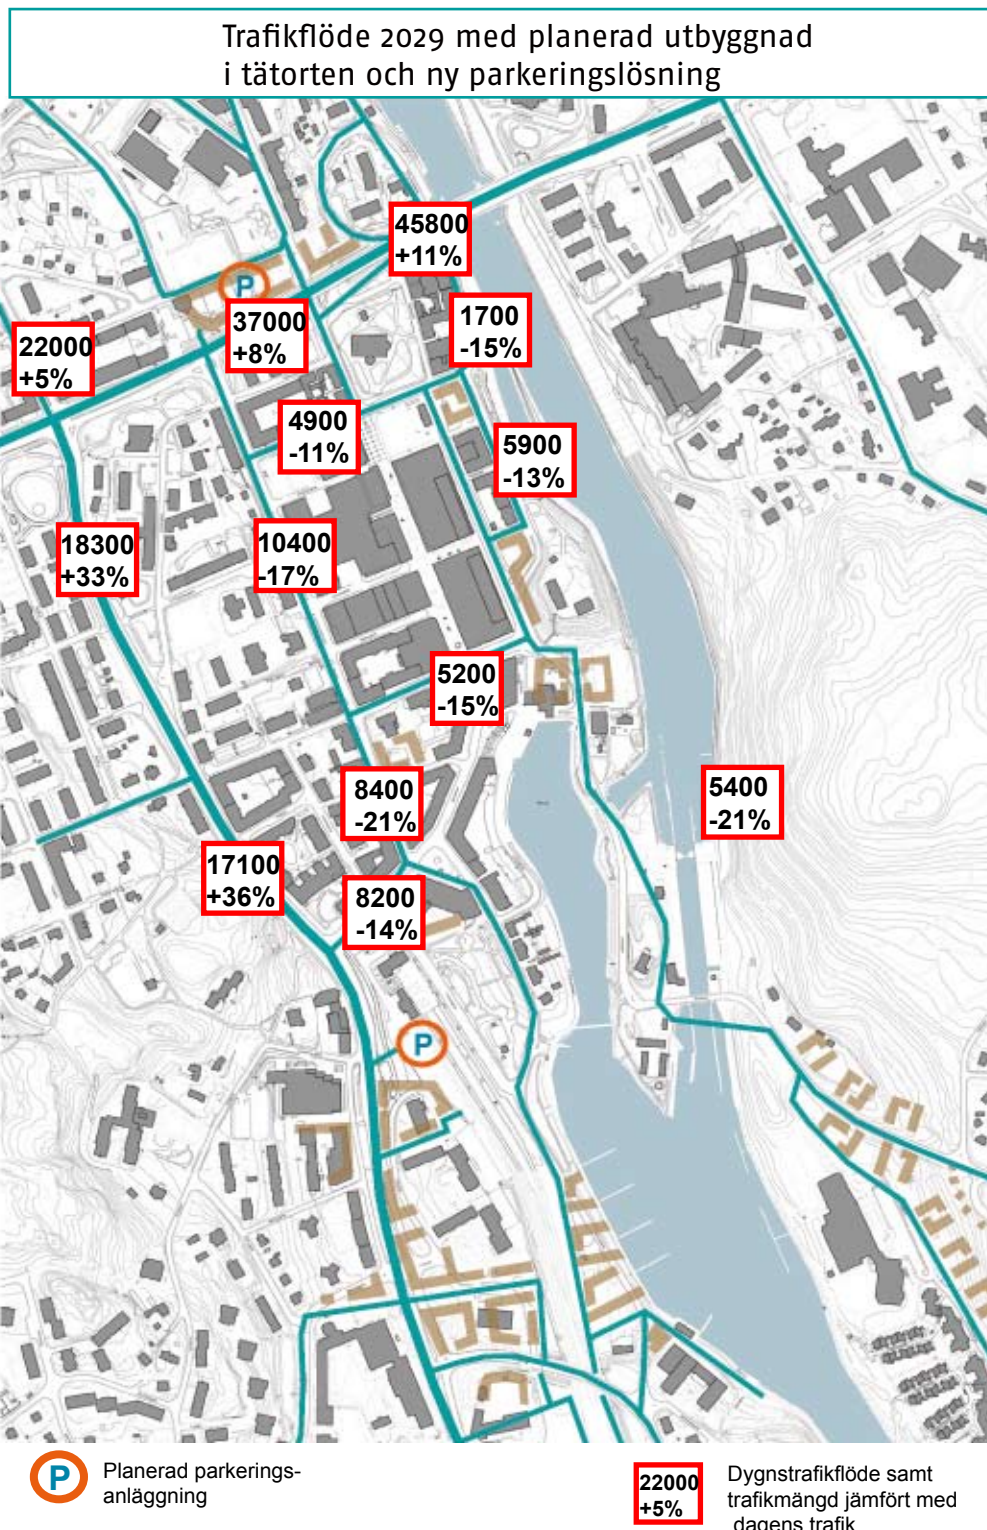 Trafikflöde 2029 med planerad utbyggnad
i tätorten och ny parkeringslösning
45800
+11%
P
37000
+8%
1700
-15%
22000
+5%
4900
-11%
5900
-13%
18300
+33%
10400
-17%
5200
-15%
8400
-21%
5400
-21%
17100
+36%
8200
-14%
P
P
Planerad parkerings-
anläggning
22000
+5%
Dygnstrafikflöde samt
trafikmängd jämfört med
dagens trafik